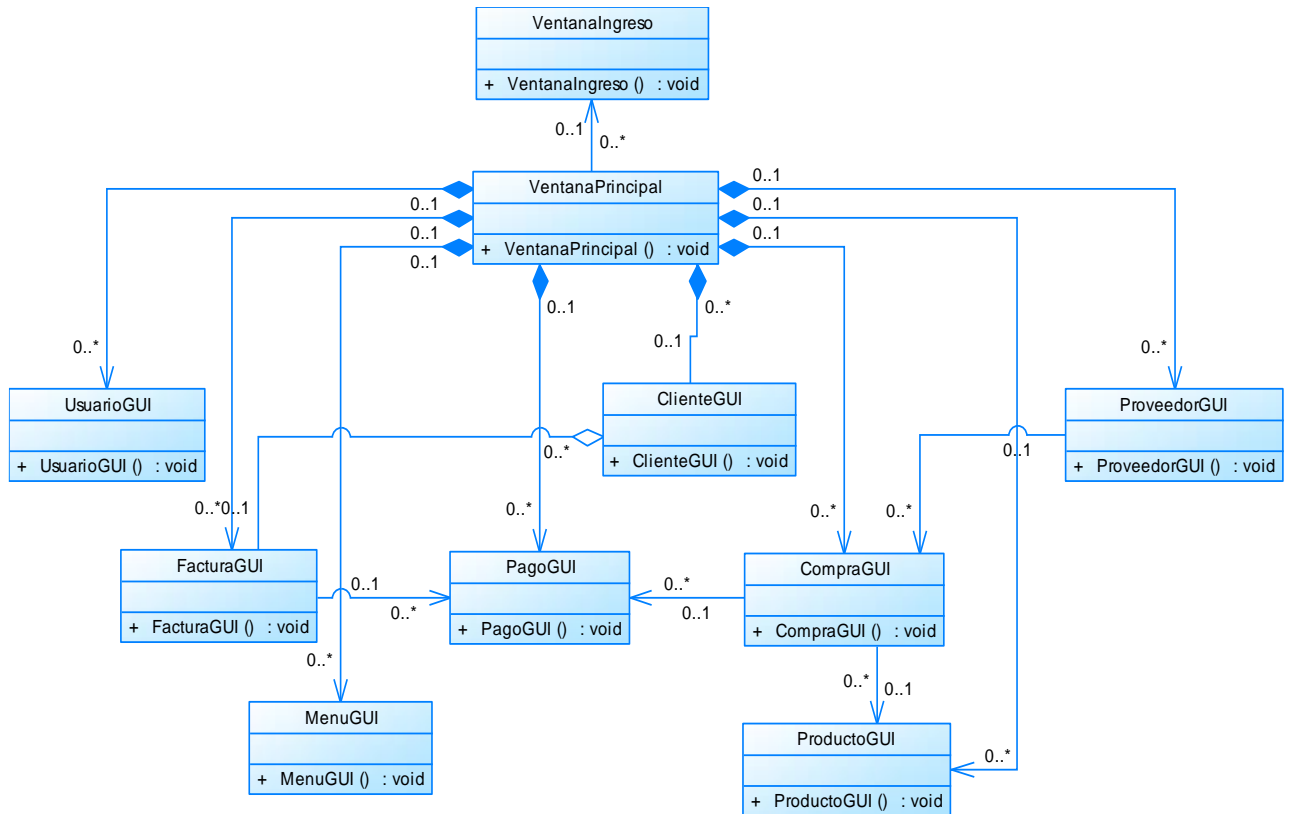 VentanaIngreso
+ VentanaIngreso () : void
0..1
0..*
VentanaPrincipal
+ VentanaPrincipal () : void
0..1
0..1
0..1
0..1
0..1
0..1
0..1
0..*
0..1
0..*
0..*
UsuarioGUI
+ UsuarioGUI () : void
ClienteGUI
+ ClienteGUI () : void
ProveedorGUI
+ ProveedorGUI () : void
0..*
0..1
0..*0..1
0..*
0..*
0..*
FacturaGUI
+ FacturaGUI () : void
PagoGUI
+ PagoGUI () : void
CompraGUI
+ CompraGUI () : void
0..1
0..*
0..*
0..1
0..*
0..*
0..1
MenuGUI
+ MenuGUI () : void
ProductoGUI
+ ProductoGUI () : void
0..*